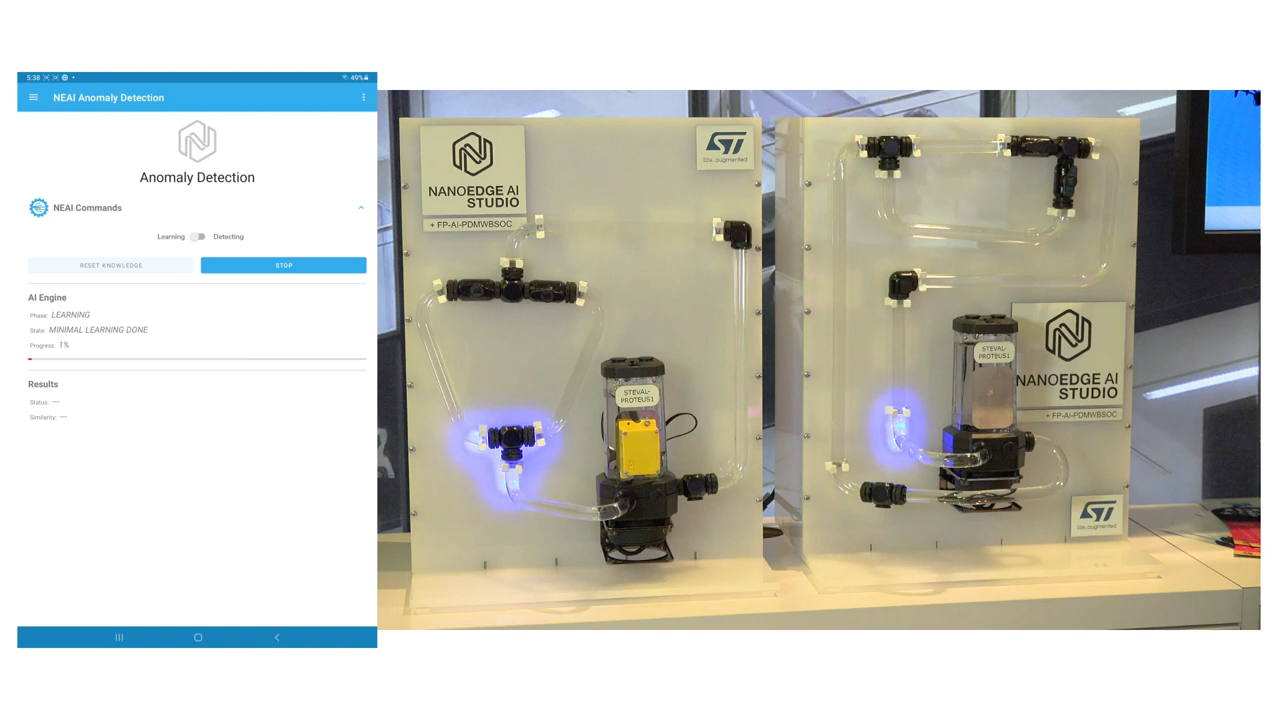 5:38
49%
NEAI Anomaly Detection
Anomaly Detection
NEAI Commands
Learning
Detecting
RESET KNOWLEDGE
STOP
AI Engine
Phase: LEARNING
State: MINIMAL LEARNING DONE
Progress: 1%
Results
Status: ---
Similarity: ---
NANOEDGE AI
STUDIO
+ FP-AI-PDMWBSOC
ST
life.augmented
STEVAL-
PROTEUS1
STEVAL-
PROTEUS1
NANOEDGE AI
STUDIO
+ FP-AI-PDMWBSOC
ST
life.augmented